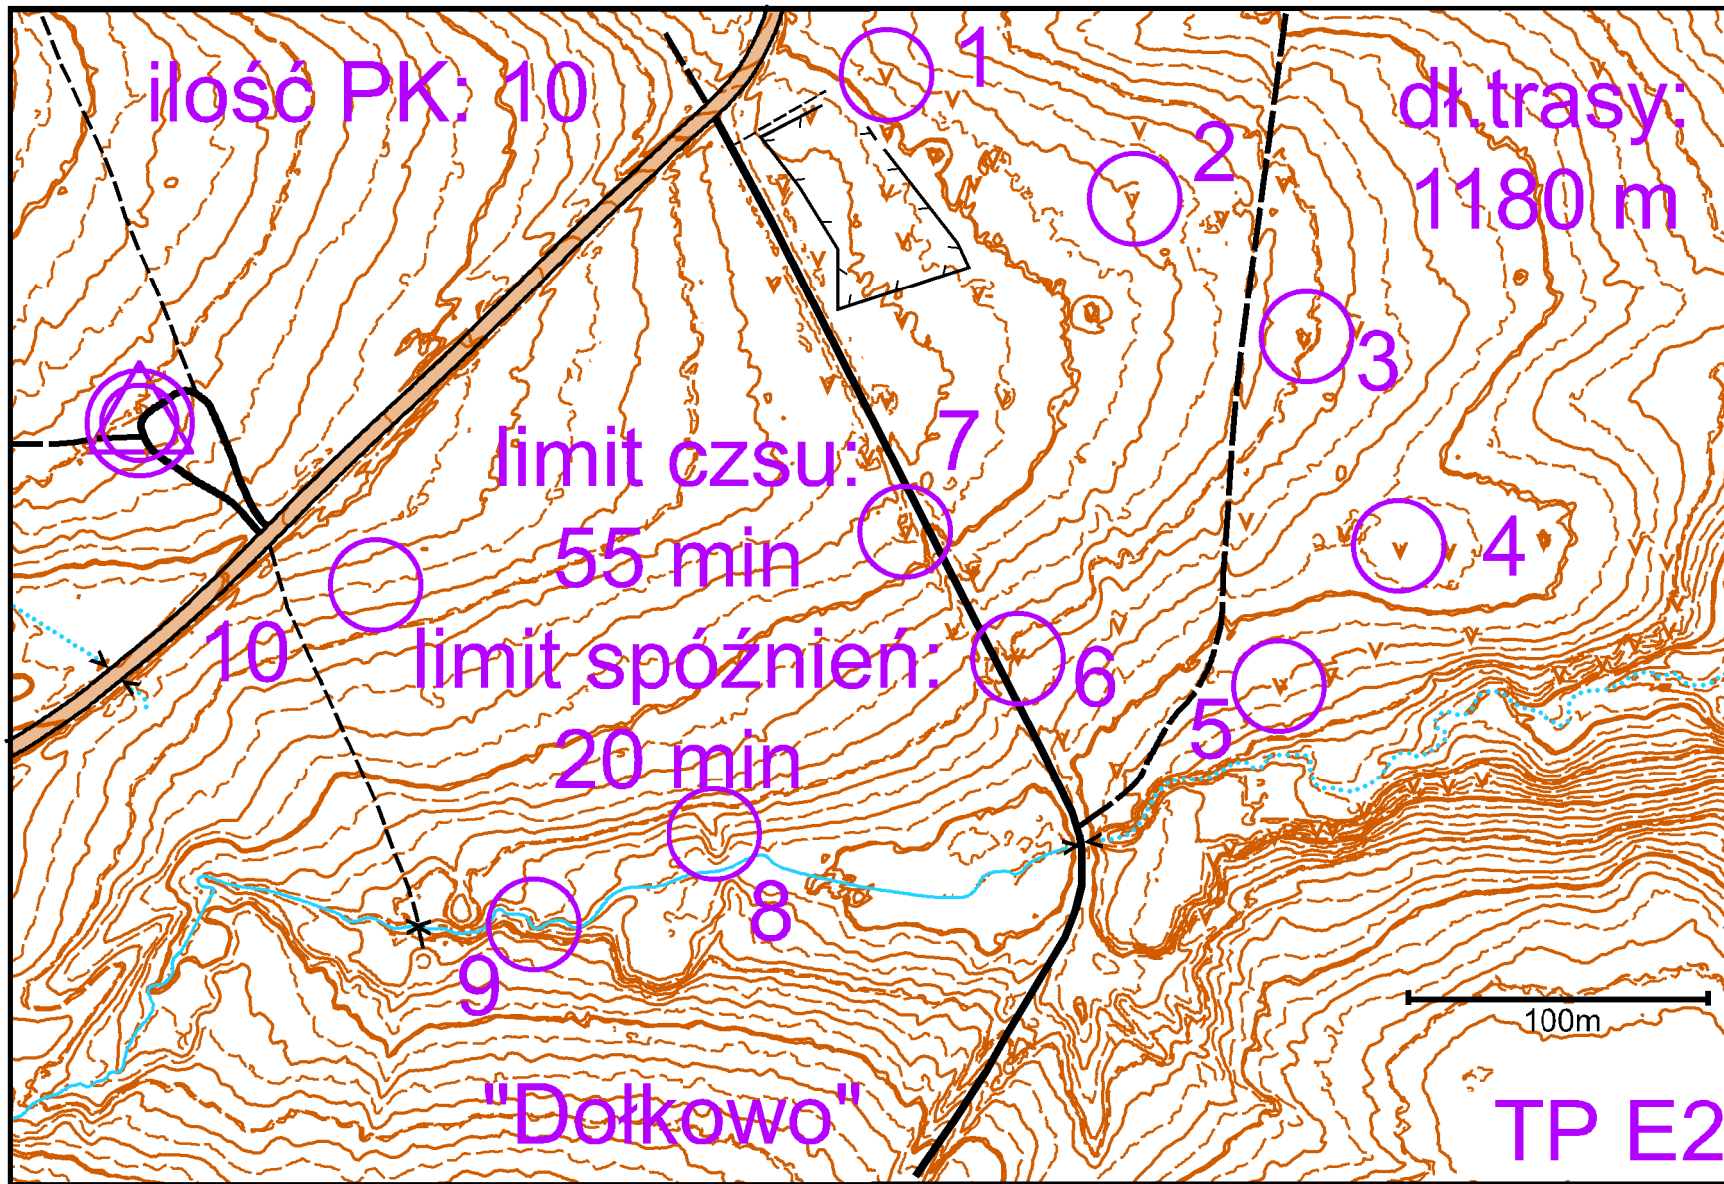 ilość PK: 10
1
dł.trasy:
1180 m
2
3
7
limit czsu:
55 min
4
10
limit spóźnień:
20 min
6
5
8
9
100m
"Dołkowo"
TP E2